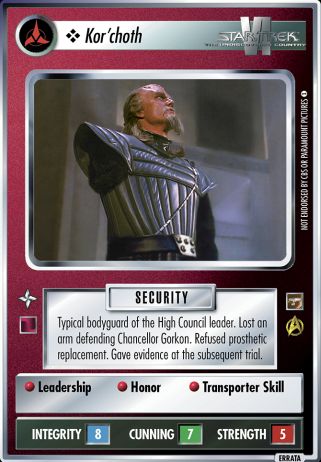 Kor'choth
STAR TREK VI
THE UNDISCOVERED COUNTRY
NOT ENDORSED BY CBS OR PARAMOUNT PICTURES
SECURITY
Typical bodyguard of the High Council leader. Lost an
arm defending Chancellor Gorkon. Refused prosthetic
replacement. Gave evidence at the subsequent trial.
Leadership Honor Transporter Skill
INTEGRITY 8 CUNNING 7 STRENGTH 5
ERRATA